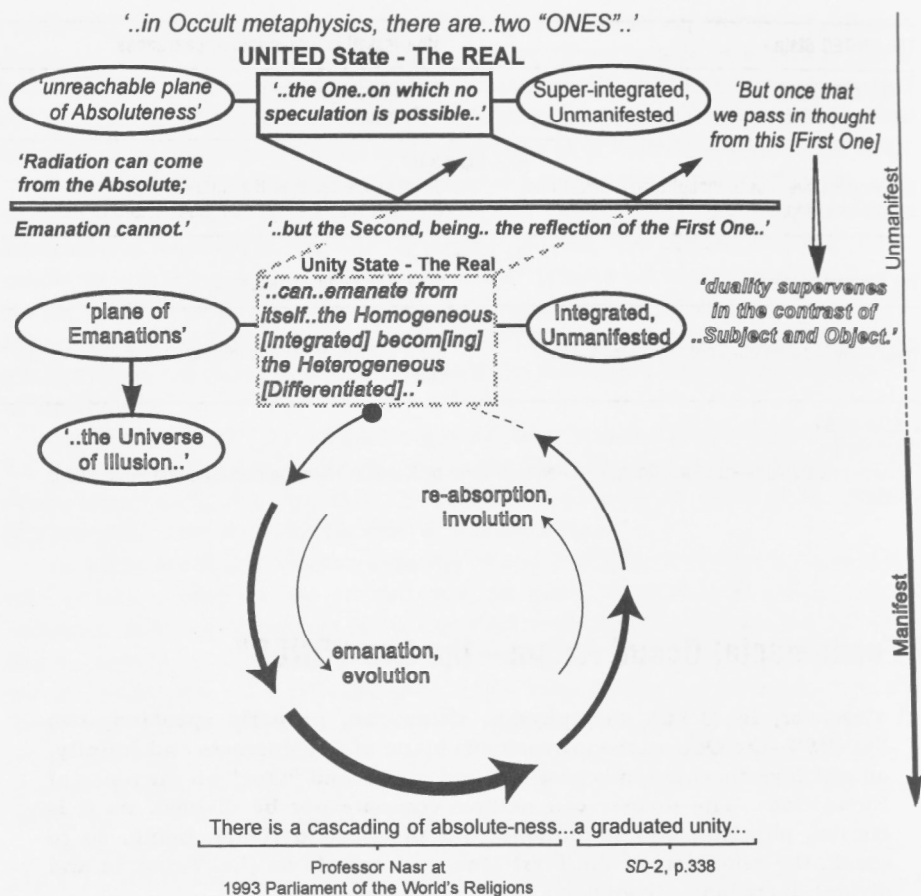 '..in Occult metaphysics, there are..two "ONES"..'
UNITED State - The REAL
'unreachable plane
of Absoluteness'
'..the One..on which no
speculation is possible..'
Super-integrated,
Unmanifested
'But once that
we pass in thought
from this [First One]
'Radiation can come
from the Absolute;
Emanation cannot.'
'..but the Second, being.. the reflection of the First One..'
Unmanifest
Unity State - The Real
'plane of
Emanations'
'..can..emanate from
itself..the Homogeneous
[Integrated] becom[ing]
the Heterogeneous
[Differentiated]..'
Integrated,
Unmanifested
'duality supervenes
in the contrast of
..Subject and Object.'
'..the Universe
of Illusion..'
re-absorption,
involution
emanation,
evolution
Manifest
There is a cascading of absolute-ness...a graduated unity...
Professor Nasr at
1993 Parliament of the World's Religions
SD-2, p.338